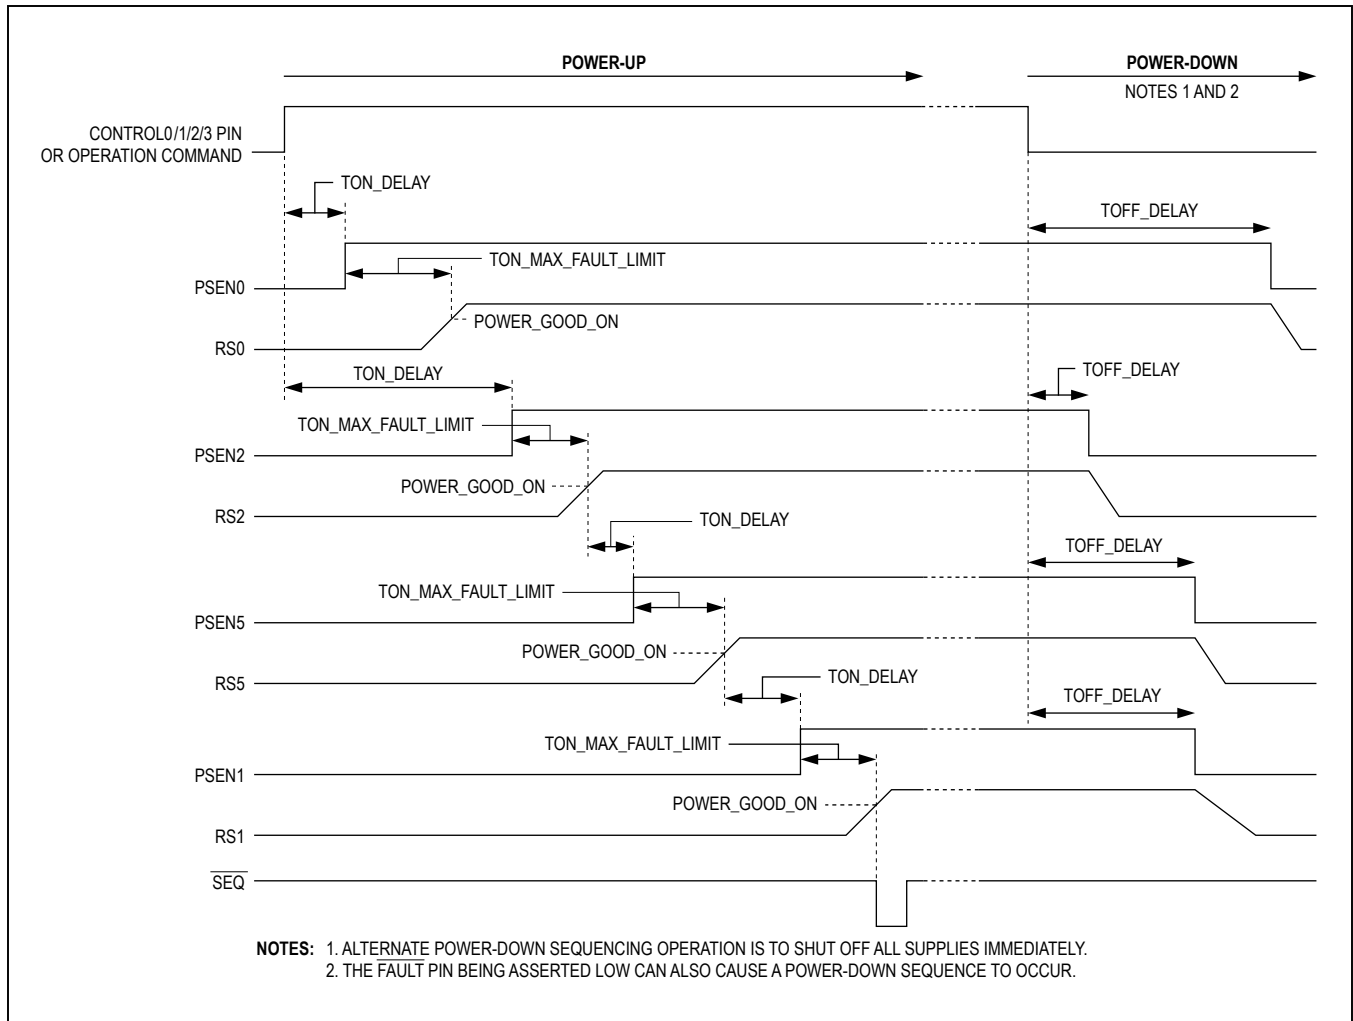 POWER-UP
POWER-DOWN
NOTES 1 AND 2
CONTROL0/1/2/3 PIN
OR OPERATION COMMAND
TON_DELAY
TOFF_DELAY
TON_MAX_FAULT_LIMIT
PSEN0
POWER_GOOD_ON
RS0
TON_DELAY
TOFF_DELAY
TON_MAX_FAULT_LIMIT
PSEN2
POWER_GOOD_ON
RS2
TON_DELAY
TOFF_DELAY
TON_MAX_FAULT_LIMIT
PSEN5
POWER_GOOD_ON
RS5
TON_DELAY
TOFF_DELAY
TON_MAX_FAULT_LIMIT
PSEN1
POWER_GOOD_ON
RS1
SEQ
NOTES: 1. ALTERNATE POWER-DOWN SEQUENCING OPERATION IS TO SHUT OFF ALL SUPPLIES IMMEDIATELY.
2. THE FAULT PIN BEING ASSERTED LOW CAN ALSO CAUSE A POWER-DOWN SEQUENCE TO OCCUR.